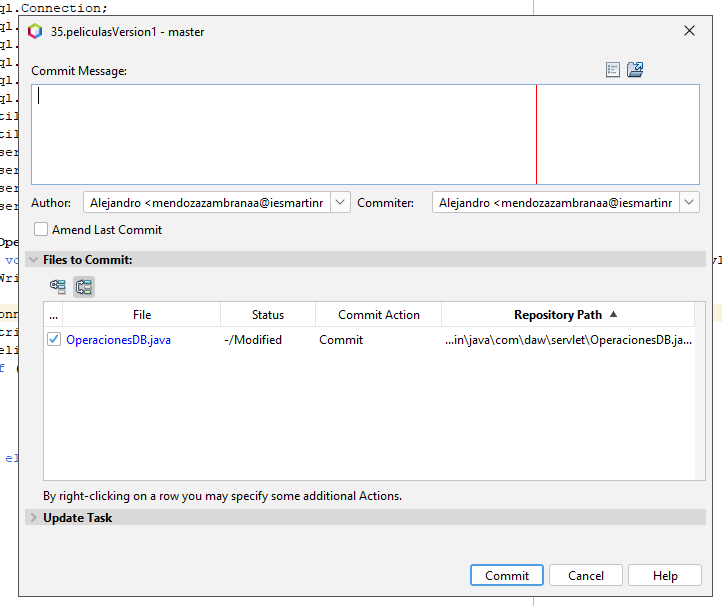 ql.Connection;
35.peliculasVersion1 - master
ql.
ql.
ql.
ql.
ql.
Commit Message:
til
til
ser
ser
ser
ser
Author: Alejandro <mendozazambranaa@iesmartinr Commiter: Alejandro <mendozazambranaa@iesmartinr
Amend Last Commit
Ope
vo
Files to Commit:
Wri
onn
... File Status Commit Action Repository Path
tri
OperacionesDB.java -/Modified Commit ...in\java\com\daw\servlet\OperacionesDB.ja...
eli
f (
el
By right-clicking on a row you may specify some additional Actions.
Update Task
Commit Cancel Help